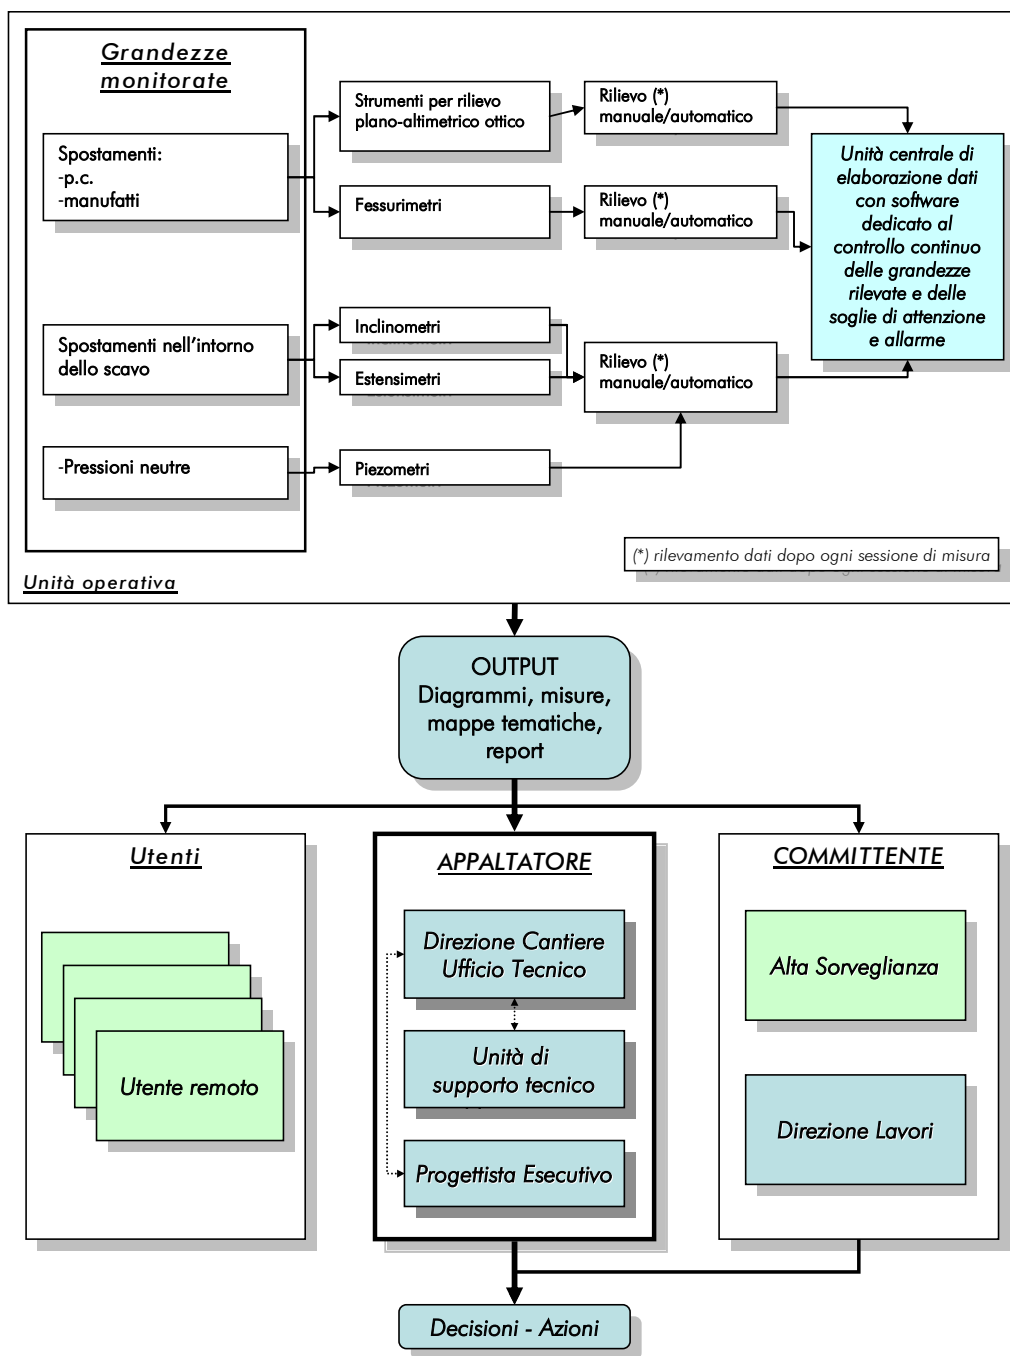 Grandezze
monitorate
Spostamenti:
-p.c.
-manufatti
Strumenti per rilievo
plano-altimetrico ottico
Rilievo (*)
manuale/automatico
Fessurimetri
Rilievo (*)
manuale/automatico
Unità centrale di
elaborazione dati
con software
dedicato al
controllo continuo
delle grandezze
rilevate e delle
soglie di attenzione
e allarme
Spostamenti nell'intorno
dello scavo
Inclinometri
Estensimetri
Rilievo (*)
manuale/automatico
-Pressioni neutre
Piezometri
(*) rilevamento dati dopo ogni sessione di misura
Unità operativa
OUTPUT
Diagrammi, misure,
mappe tematiche,
report
Utenti
Utente remoto
APPALTATORE
Direzione Cantiere
Ufficio Tecnico
Unità di
supporto tecnico
Progettista Esecutivo
COMMITTENTE
Alta Sorveglianza
Direzione Lavori
Decisioni - Azioni